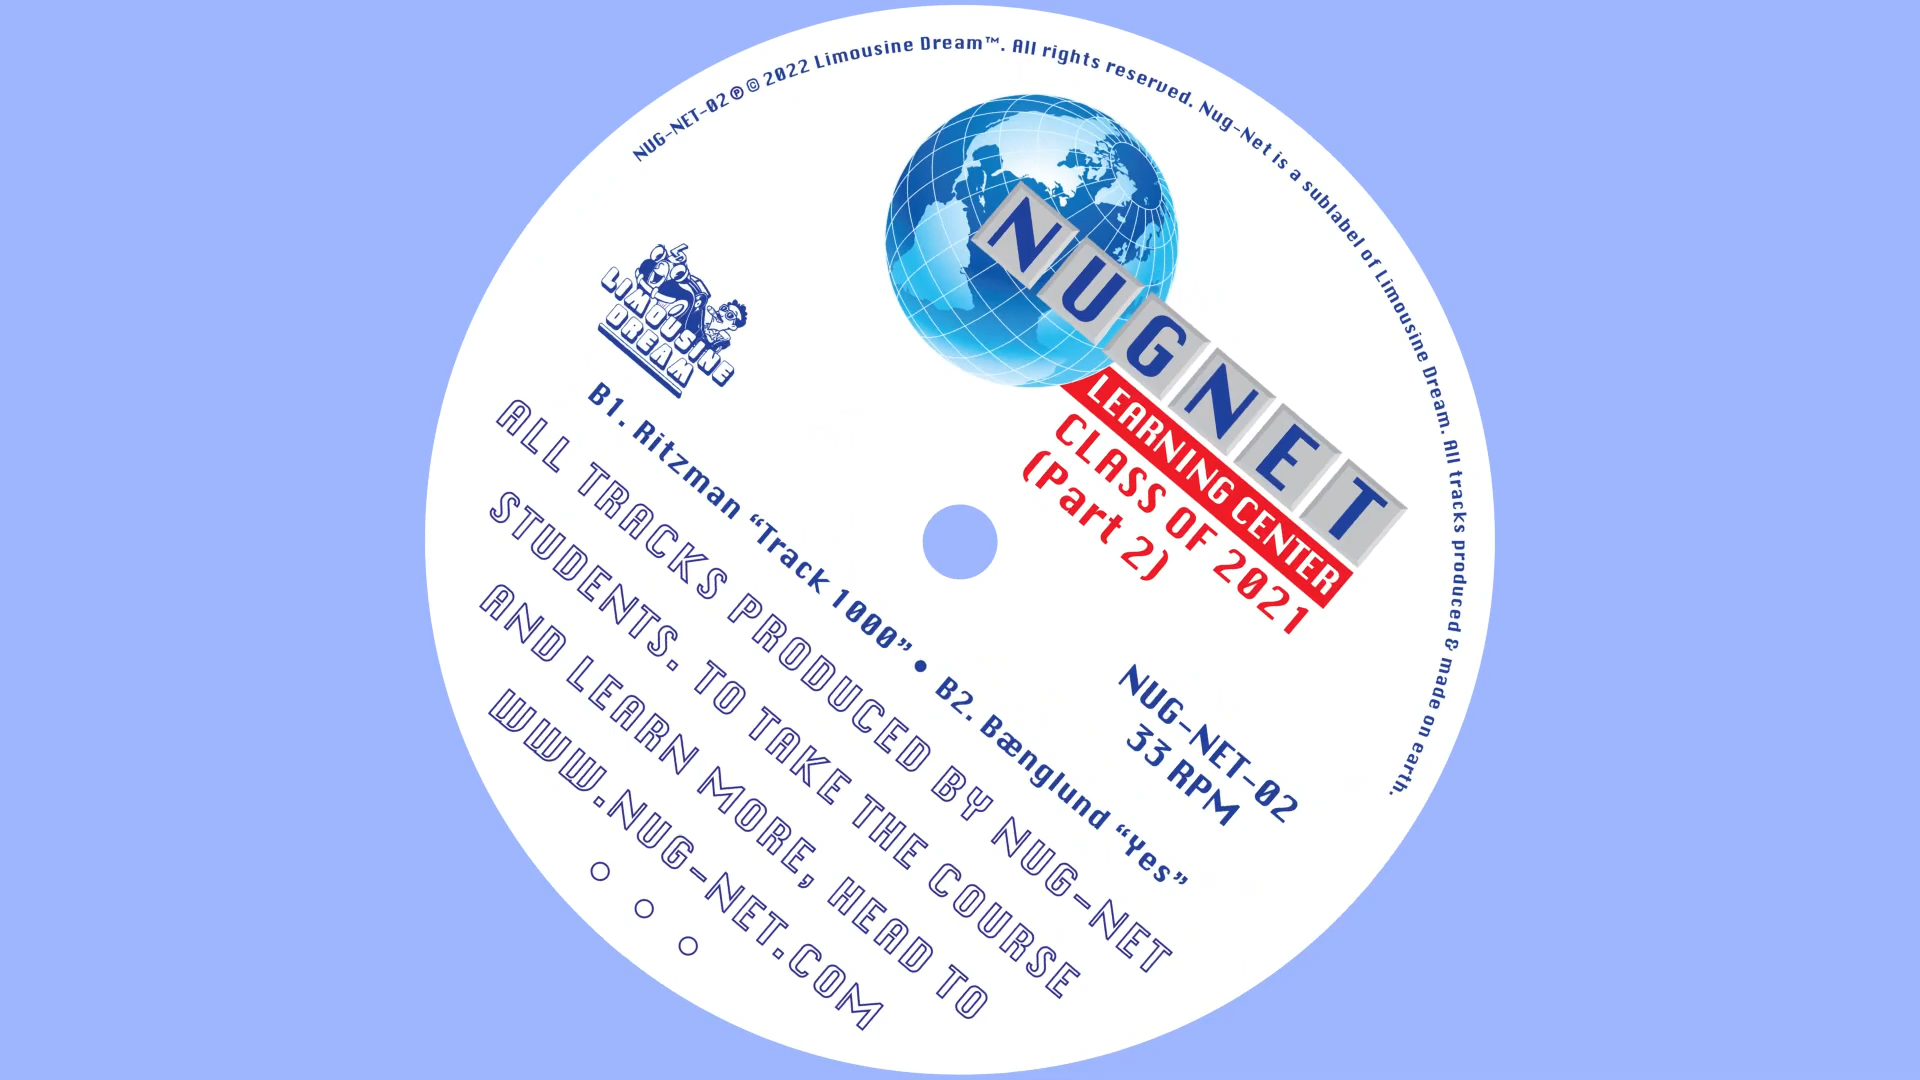 NUG-NET-02 ℗ © 2022 Limousine Dream™. All rights reserved. Nug-Net is a sublabel of Limousine Dream. All tracks produced & made on earth.
NUGNET
LEARNING CENTER
CLASS OF 2021
(Part 2)
LD
LIMOUSINE
DREAM
NUG-NET-02
33 RPM
B1. Ritzman “Track 1000” • B2. Bænglund “Yes”
ALL TRACKS PRODUCED BY NUG-NET
STUDENTS. TO TAKE THE COURSE
AND LEARN MORE, HEAD TO
WWW.NUG-NET.COM